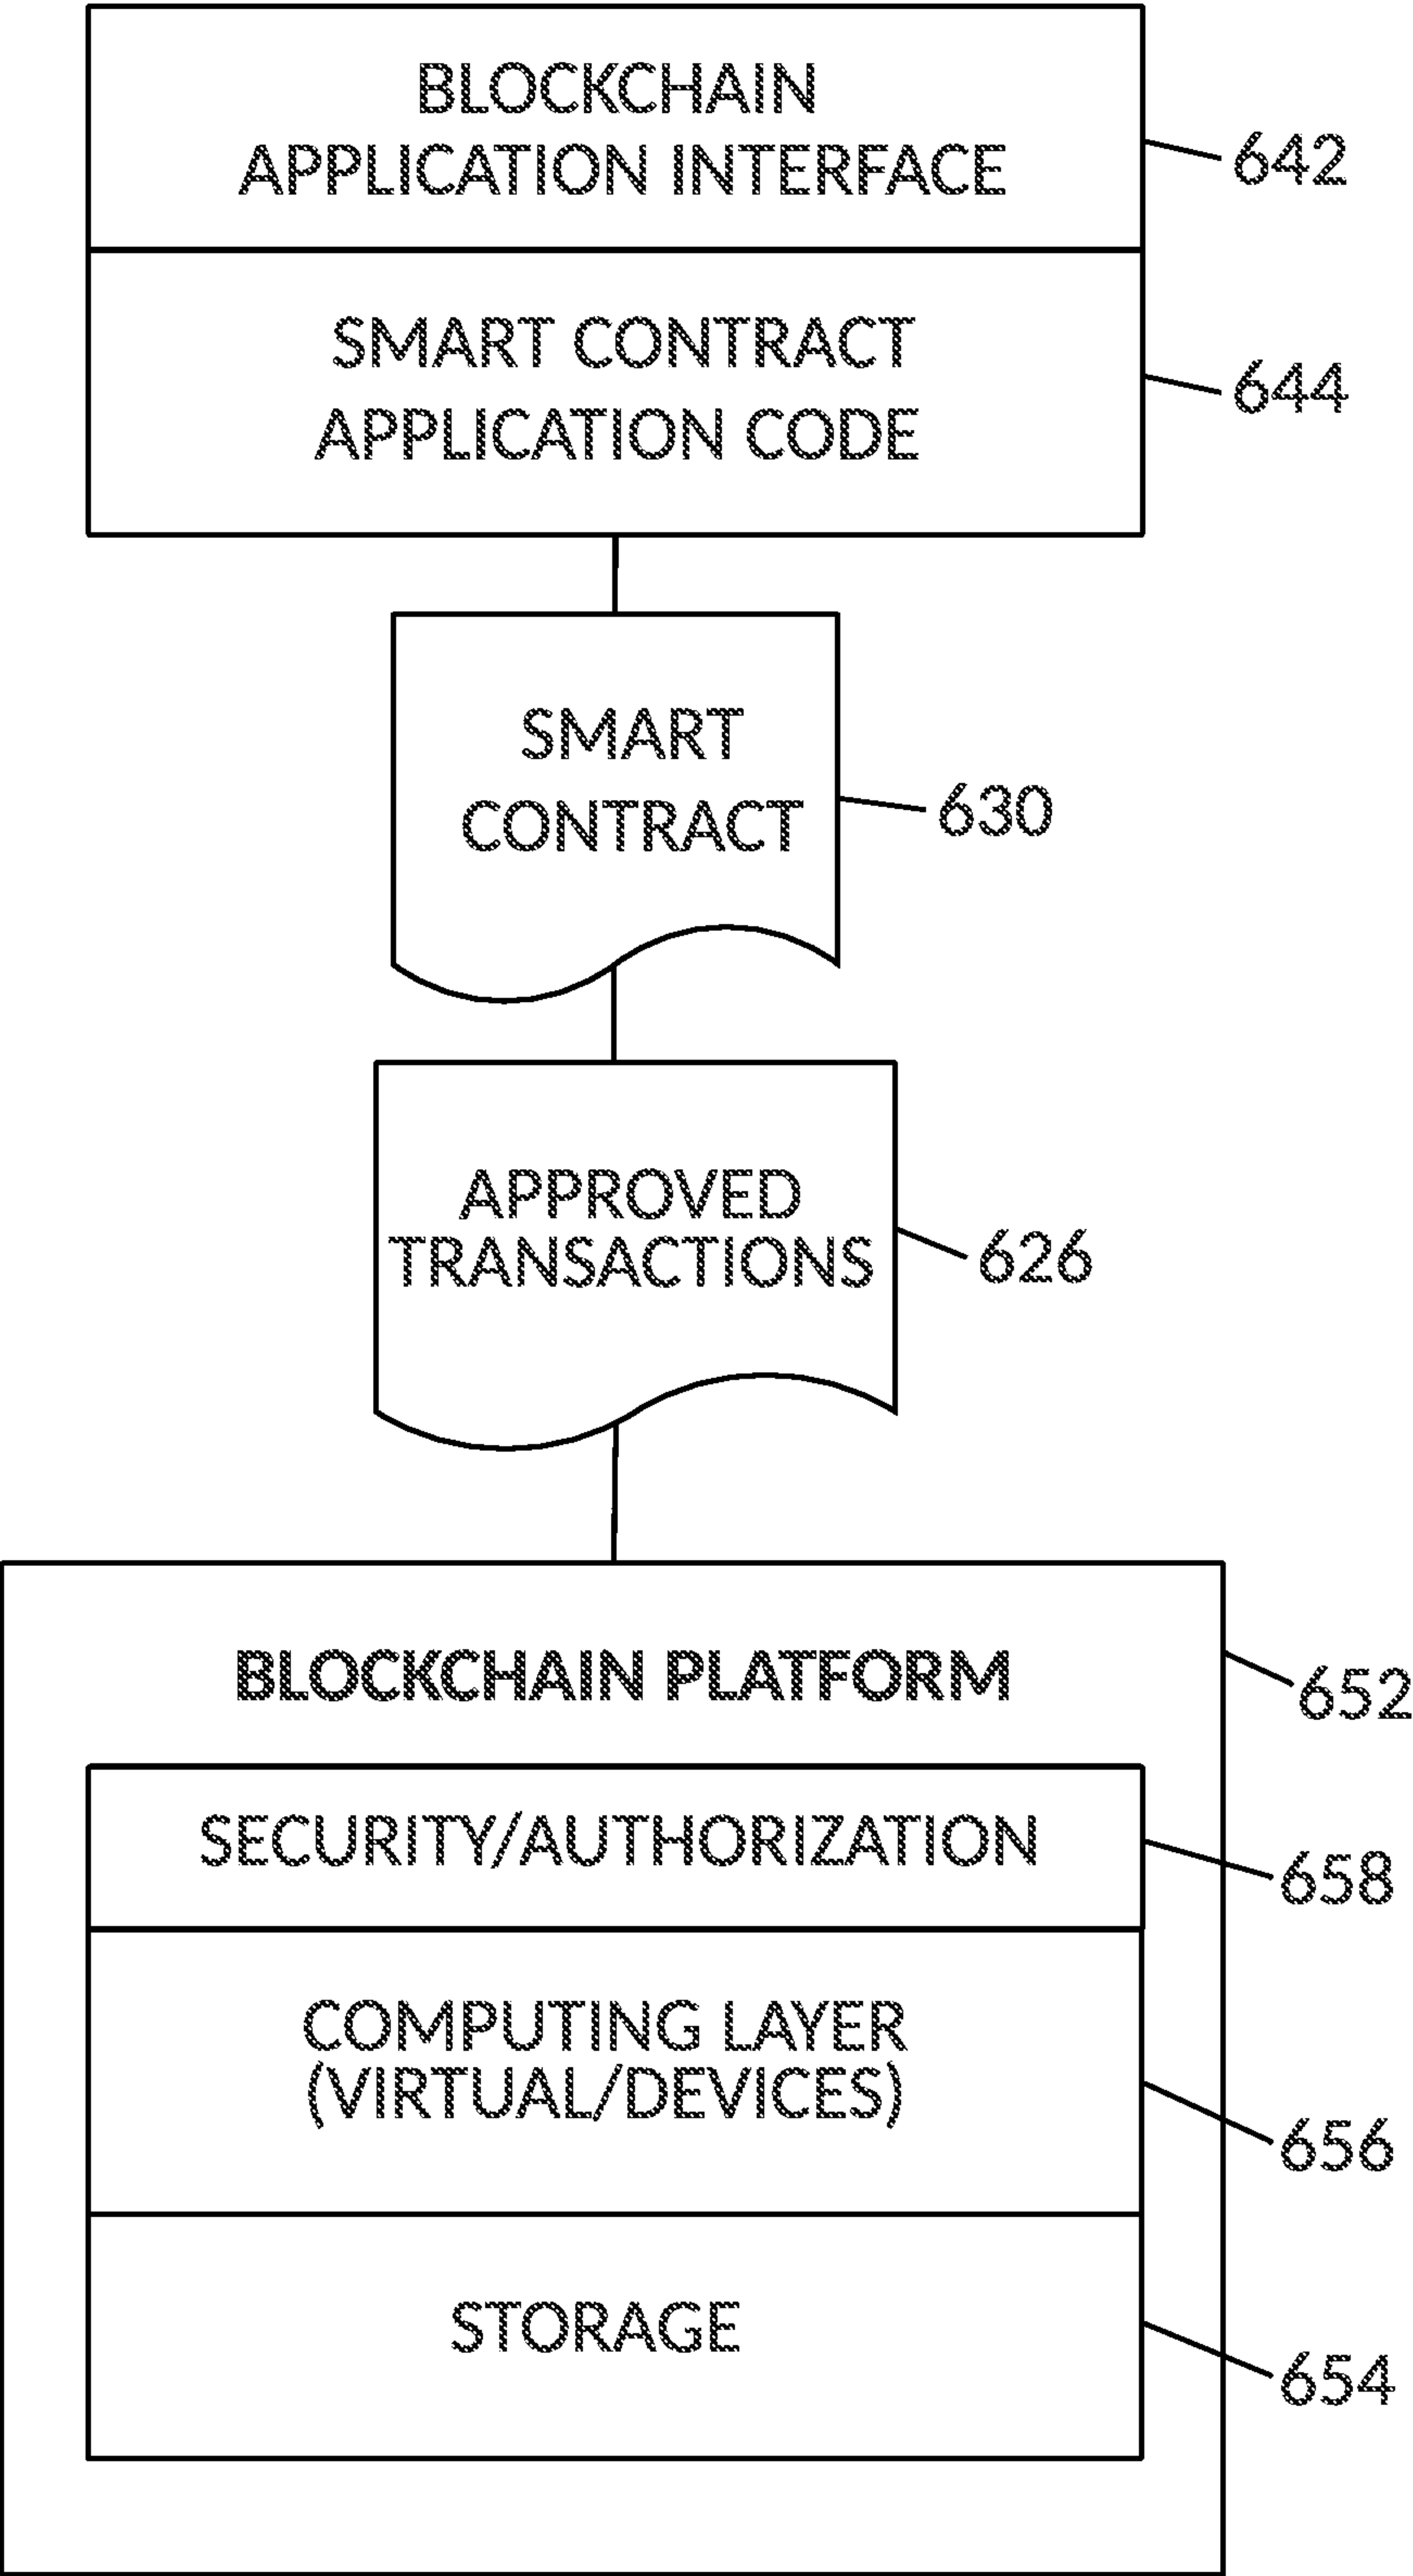 BLOCKCHAIN
APPLICATION INTERFACE
642
SMART CONTRACT
APPLICATION CODE
644
SMART
CONTRACT
630
APPROVED
TRANSACTIONS
626
BLOCKCHAIN PLATFORM
652
SECURITY/AUTHORIZATION
658
COMPUTING LAYER
(VIRTUAL/DEVICES)
656
STORAGE
654